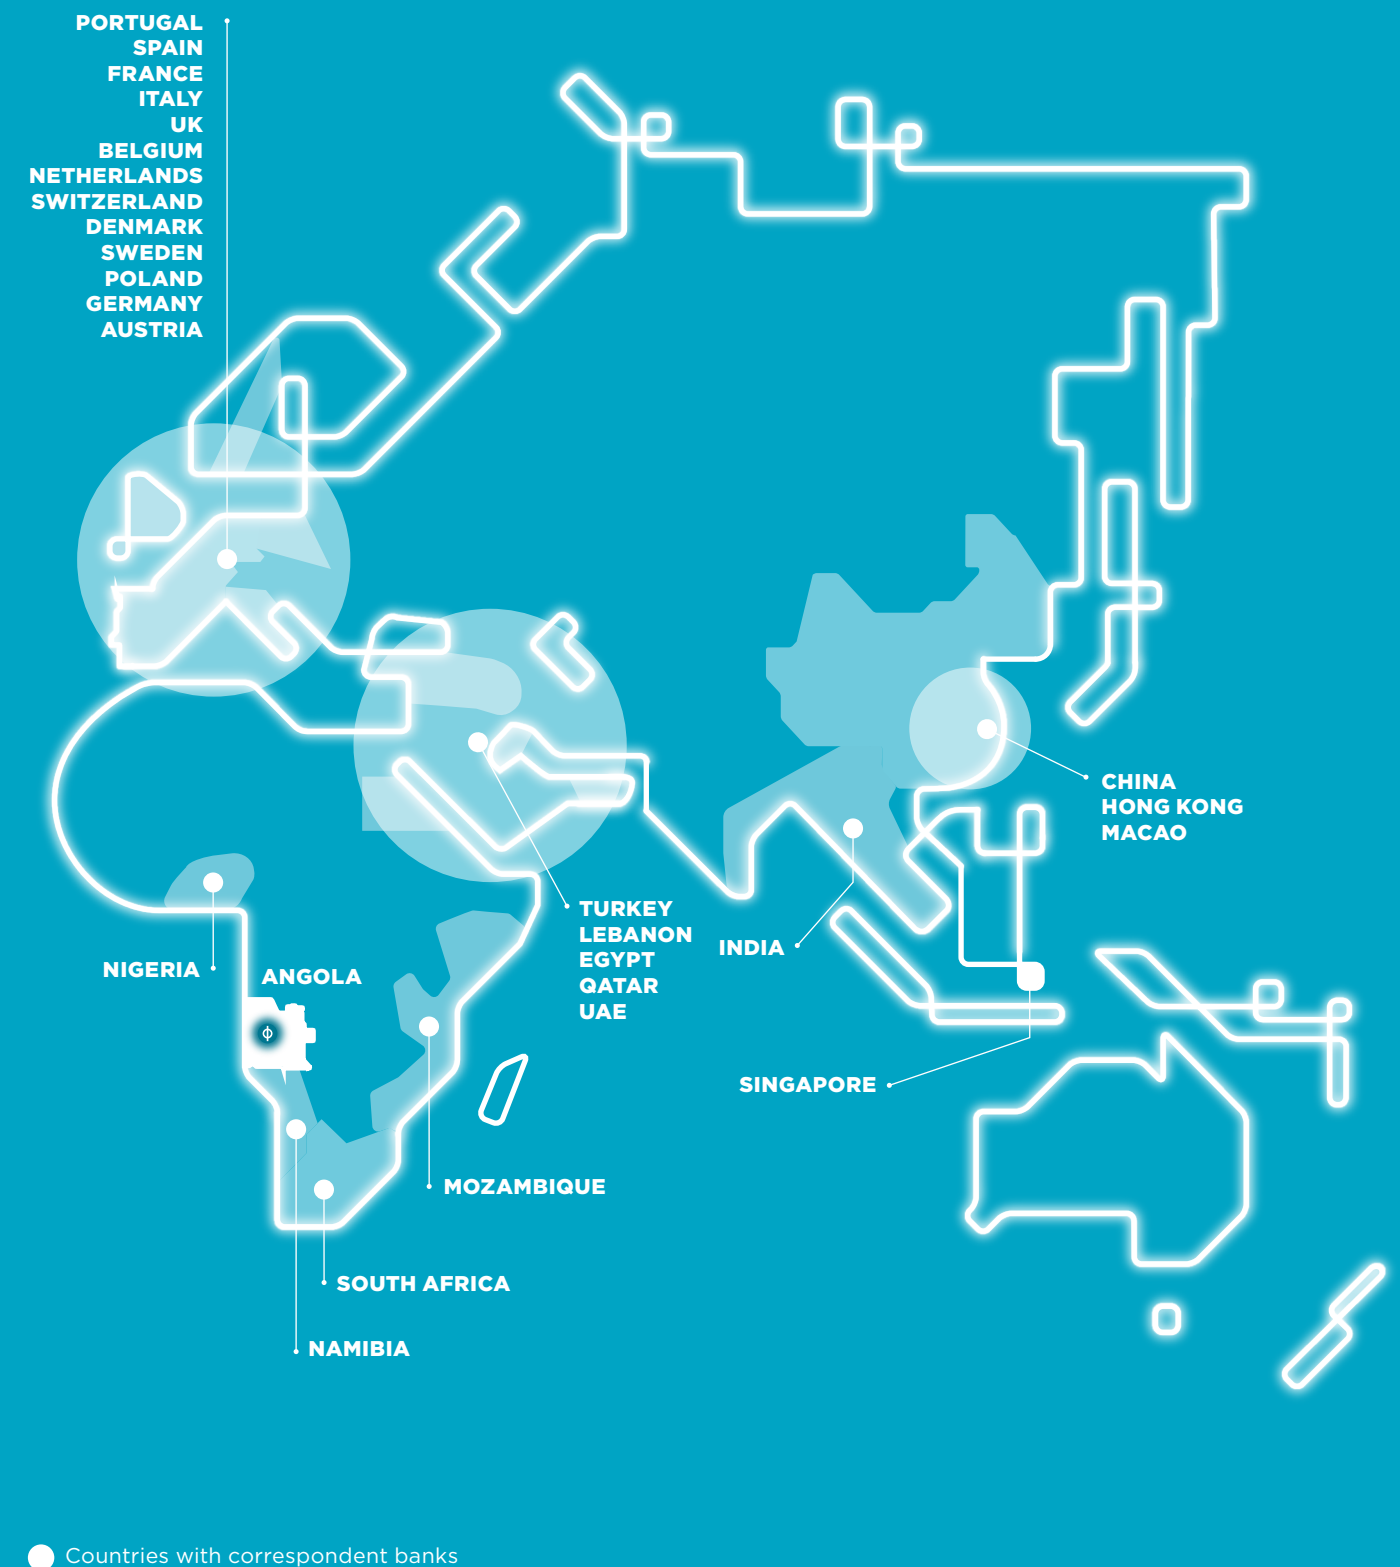 PORTUGAL
SPAIN
FRANCE
ITALY
UK
BELGIUM
NETHERLANDS
SWITZERLAND
DENMARK
SWEDEN
POLAND
GERMANY
AUSTRIA
CHINA
HONG KONG
MACAO
TURKEY
LEBANON
EGYPT
QATAR
UAE
INDIA
NIGERIA
ANGOLA
SINGAPORE
MOZAMBIQUE
SOUTH AFRICA
NAMIBIA
Countries with correspondent banks